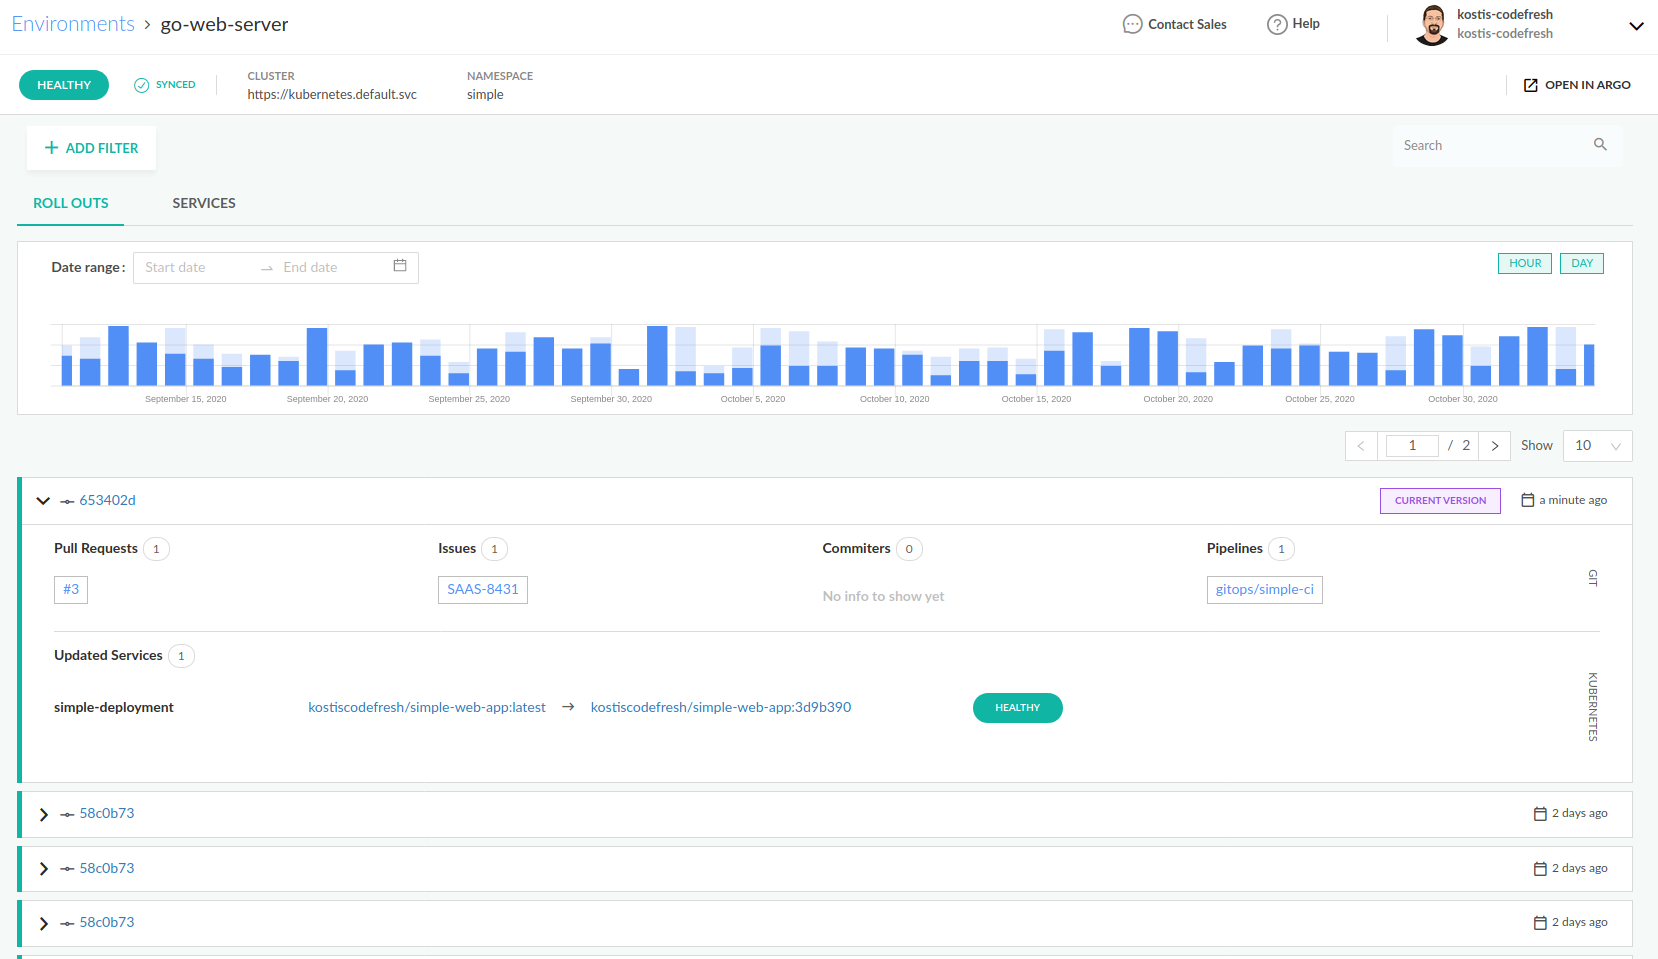 Environments > go-web-server
Contact Sales
Help
kostis-codefresh
kostis-codefresh
HEALTHY
SYNCED
CLUSTER
https://kubernetes.default.svc
NAMESPACE
simple
OPEN IN ARGO
ADD FILTER
Search
ROLL OUTS
SERVICES
Date range:
Start date → End date
HOUR
DAY
September 15, 2020
September 20, 2020
September 25, 2020
September 30, 2020
October 5, 2020
October 10, 2020
October 15, 2020
October 20, 2020
October 25, 2020
October 30, 2020
< 1 / 2 > Show 10
653402d
CURRENT VERSION
a minute ago
Pull Requests 1
Issues 1
Commiters 0
Pipelines 1
#3
SAAS-8431
No info to show yet
gitops/simple-ci
GIT
Updated Services 1
simple-deployment
kostiscodefresh/simple-web-app:latest → kostiscodefresh/simple-web-app:3d9b390
HEALTHY
KUBERNETES
58c0b73
2 days ago
58c0b73
2 days ago
58c0b73
2 days ago